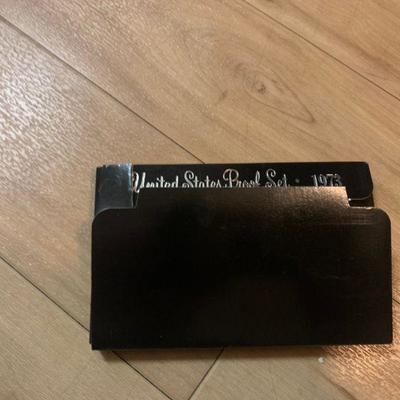 United States Proof Set · 1973